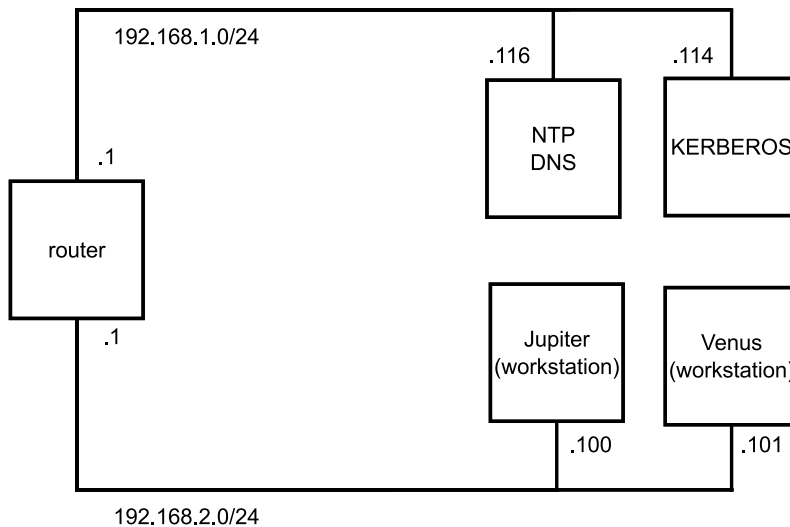 192.168.1.0/24
.116
.114
NTP
DNS
KERBEROS
.1
router
.1
Jupiter
(workstation)
Venus
(workstation)
.100
.101
192.168.2.0/24